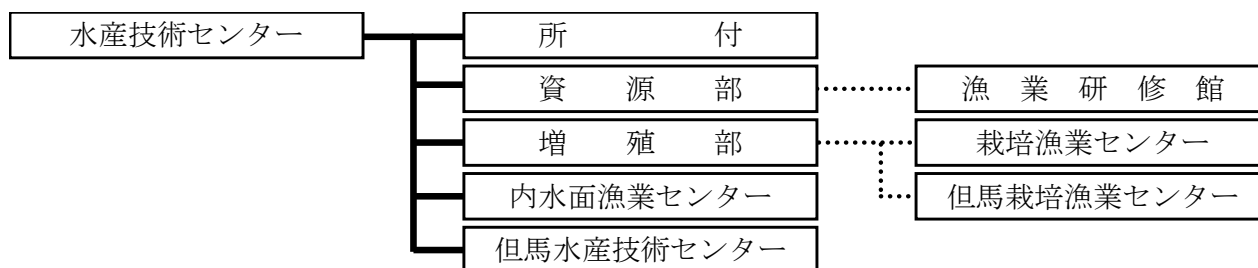 水産技術センター
所付
資源部
漁業研修館
増殖部
栽培漁業センター
内水面漁業センター
但馬栽培漁業センター
但馬水産技術センター